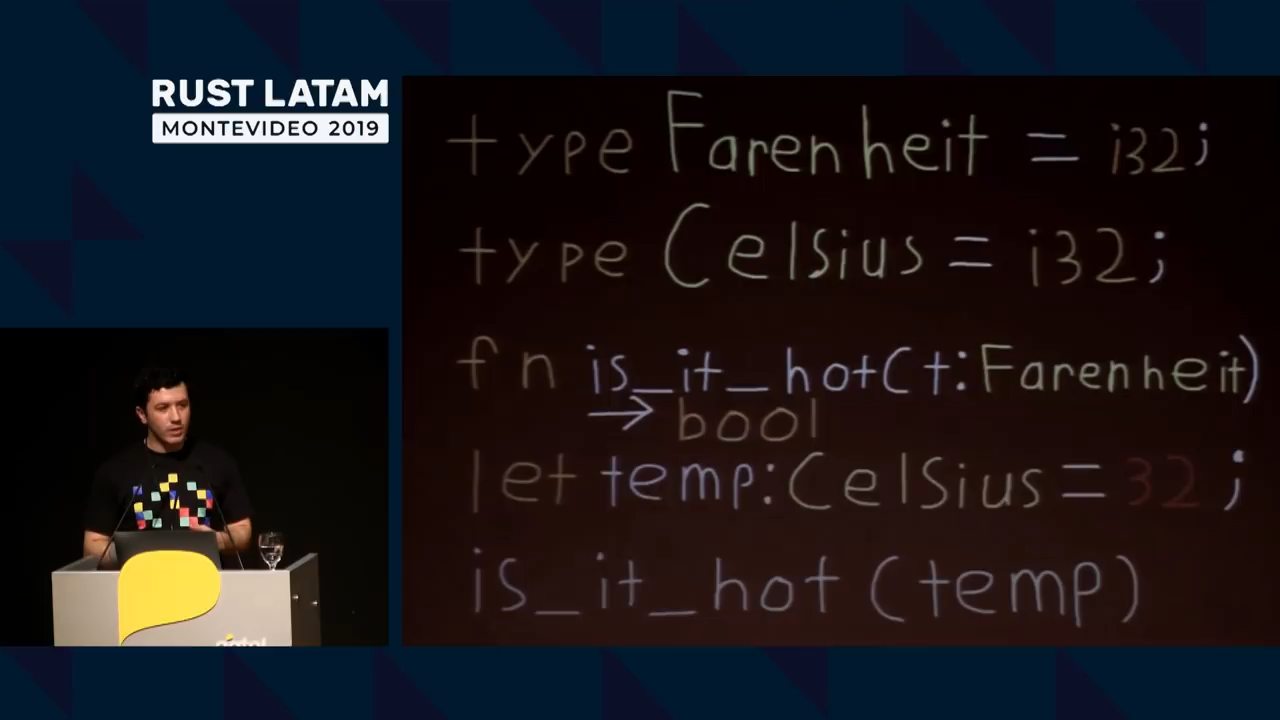 RUST LATAM
MONTEVIDEO 2019
type Farenheit = i32;
type Celsius = i32;
fn is_it_hot(t:Farenheit)
→ bool
let temp:Celsius = 32;
is_it_hot(temp)